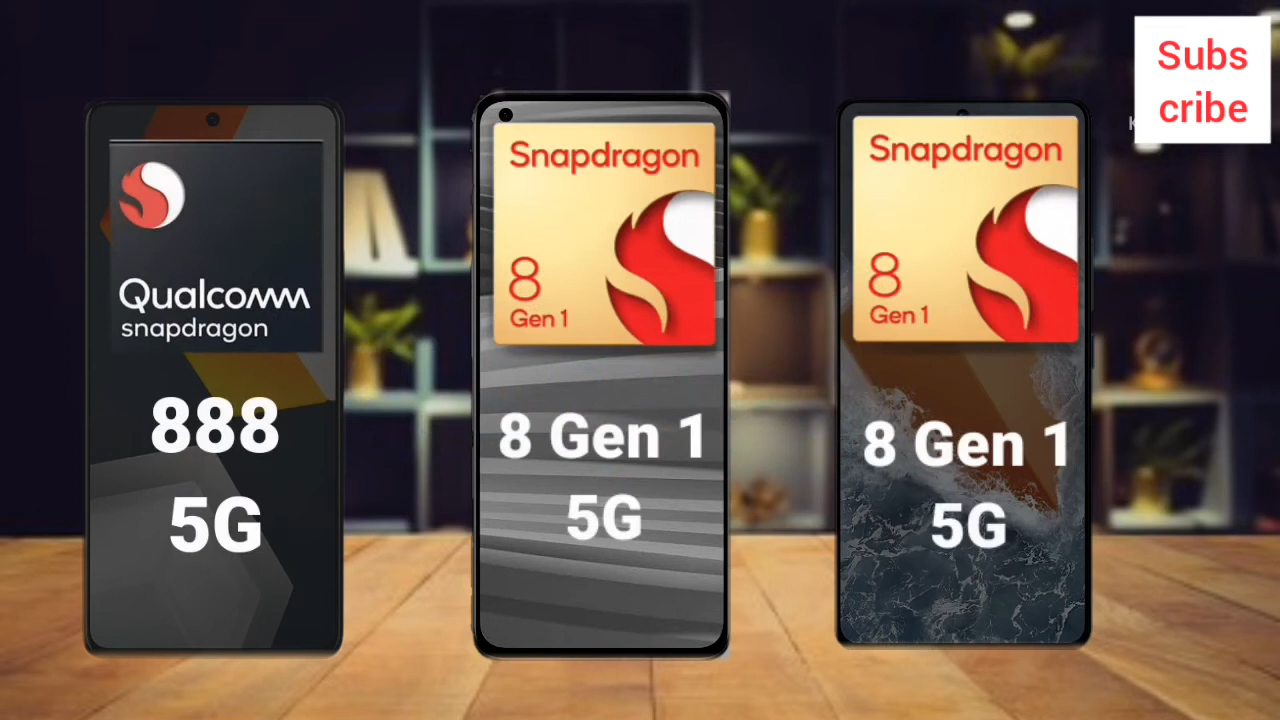 Subs
cribe
Qualcomm
snapdragon
888
5G
Snapdragon
8
Gen 1
8 Gen 1
5G
Snapdragon
8
Gen 1
8 Gen 1
5G